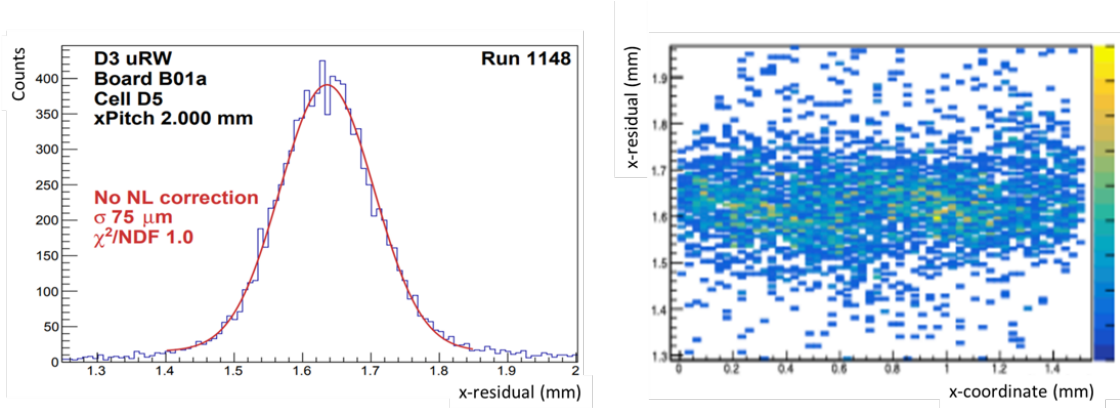 Counts
D3 uRW
Board B01a
Cell D5
xPitch 2.000 mm
Run 1148
No NL correction
σ 75 μm
χ²/NDF 1.0
400
350
300
250
200
150
100
50
0
1.3 1.4 1.5 1.6 1.7 1.8 1.9 2
x-residual (mm)
x-residual (mm)
1.9
1.8
1.7
1.6
1.5
1.4
1.3
0 0.2 0.4 0.6 0.8 1.0 1.2 1.4
x-coordinate (mm)